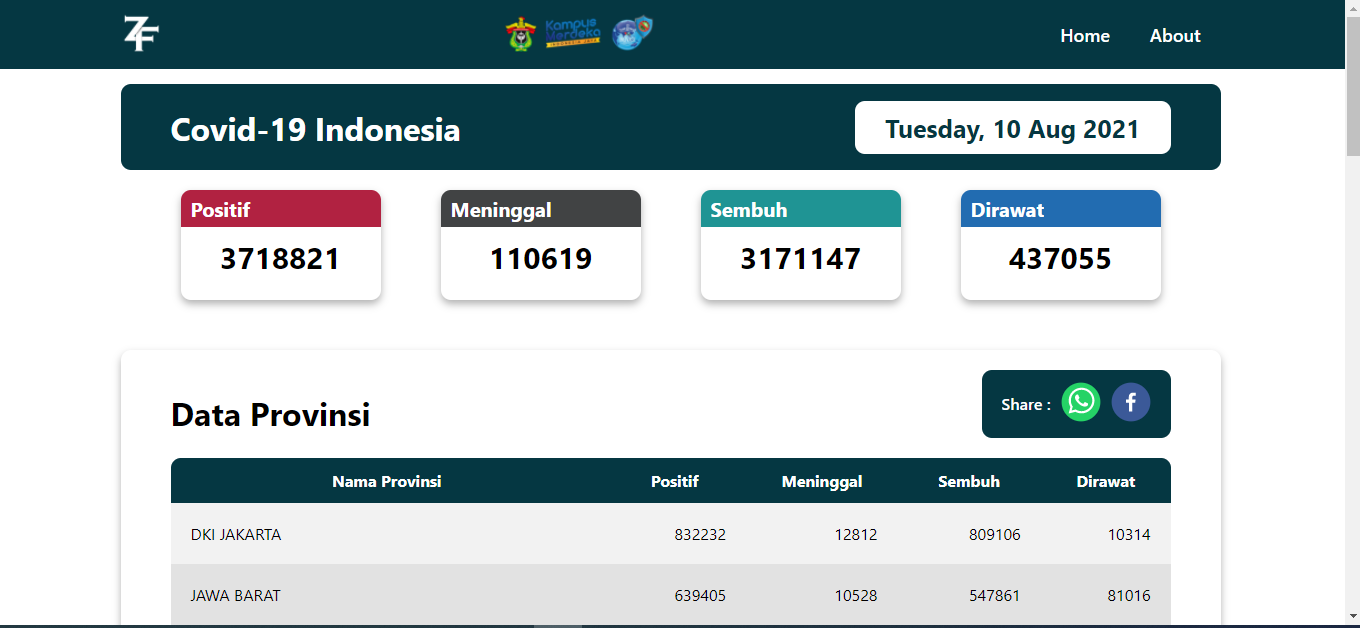 ZF
Kampus
Merdeka
INDONESIA JAYA
Home
About
Covid-19 Indonesia
Tuesday, 10 Aug 2021
Positif
Meninggal
Sembuh
Dirawat
3718821
110619
3171147
437055
Data Provinsi
Share :
Nama Provinsi Positif Meninggal Sembuh Dirawat
DKI JAKARTA 832232 12812 809106 10314
JAWA BARAT 639405 10528 547861 81016